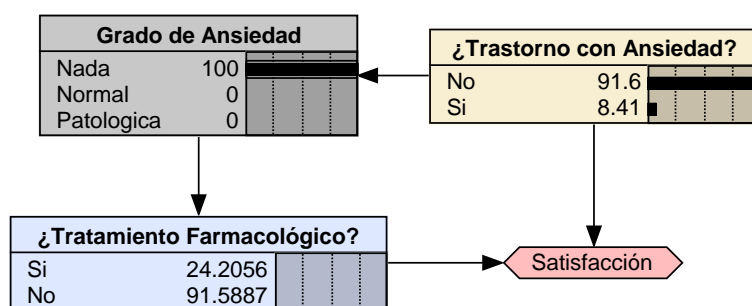 Grado de Ansiedad
Nada 100
Normal 0
Patologica 0
¿Trastorno con Ansiedad?
No 91.6
Si 8.41
¿Tratamiento Farmacológico?
Si 24.2056
No 91.5887
Satisfacción